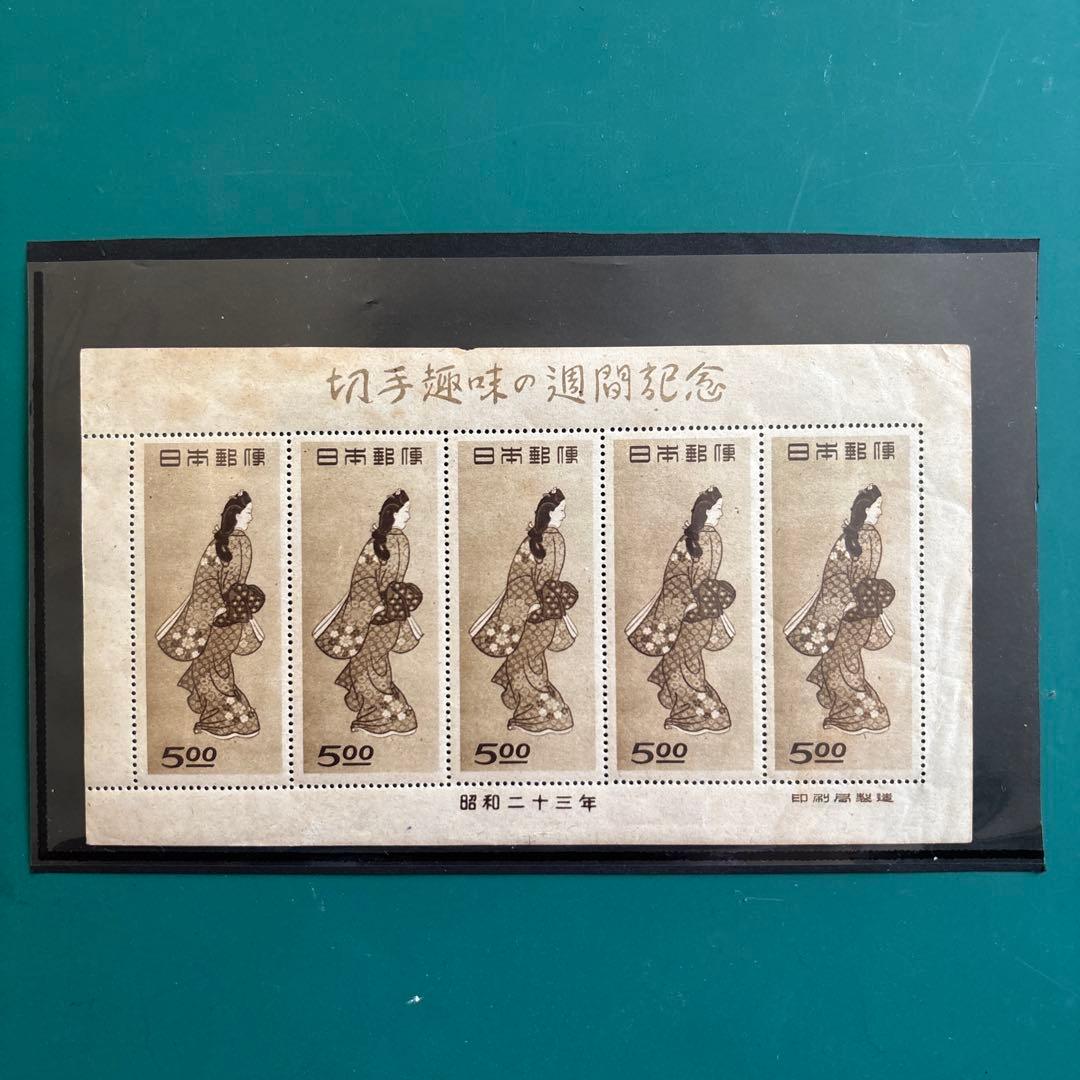 切手趣味の週間記念
日本郵便 日本郵便 日本郵便 日本郵便 日本郵便
5.00 5.00 5.00 5.00 5.00
昭和二十三年
印刷局製造